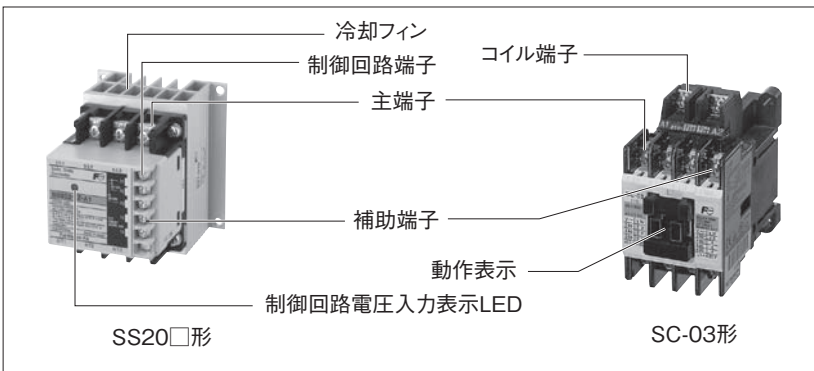 冷却フィン
制御回路端子
コイル端子
主端子
補助端子
動作表示
制御回路電圧入力表示LED
SS20□形
SC-03形